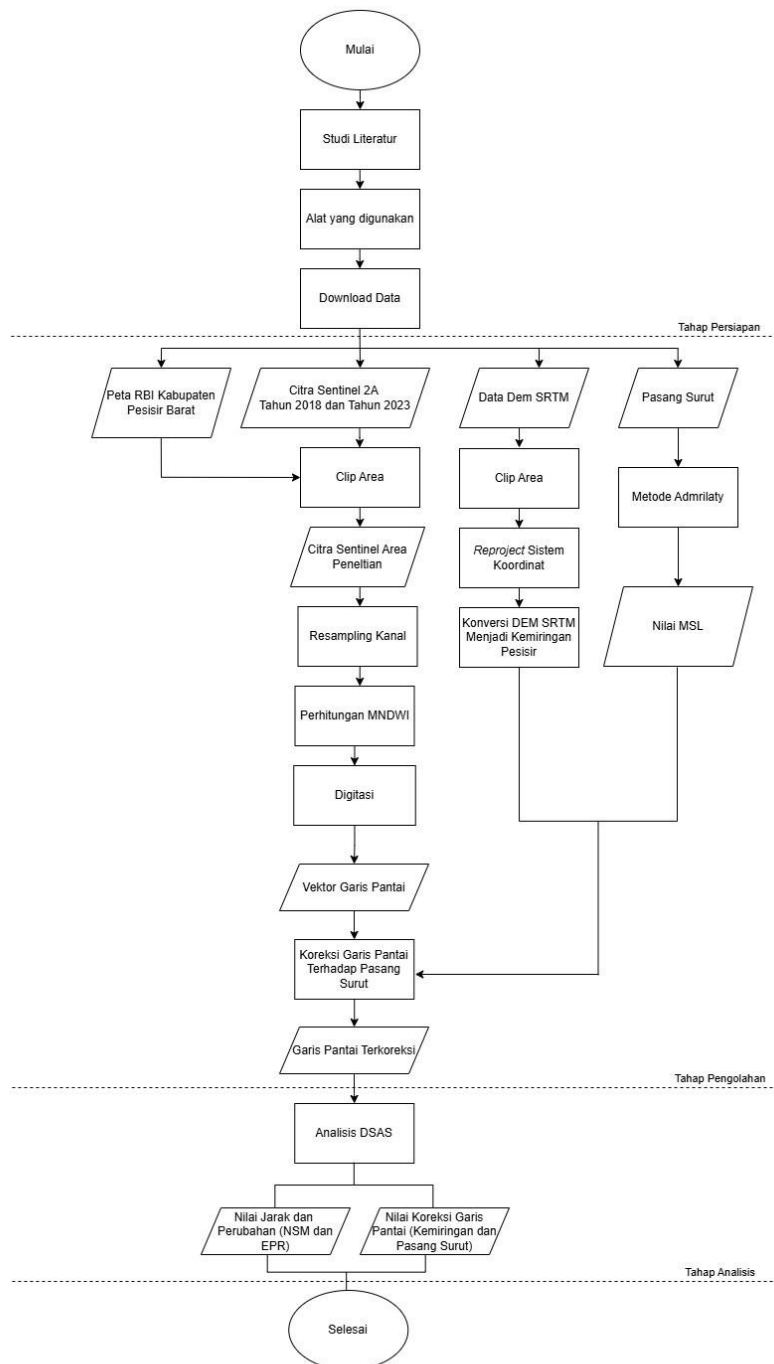 Mulai
Studi Literatur
Alat yang digunakan
Download Data
Tahap Persiapan
Peta RBI Kabupaten
Pesisir Barat
Citra Sentinel 2A
Tahun 2018 dan Tahun 2023
Data Dem SRTM
Pasang Surut
Clip Area
Clip Area
Metode Admrilaty
Citra Sentinel Area
Peneltian
Reproject Sistem
Koordinat
Resampling Kanal
Konversi DEM SRTM
Menjadi Kemiringan
Pesisir
Nilai MSL
Perhitungan MNDWI
Digitasi
Vektor Garis Pantai
Koreksi Garis Pantai
Terhadap Pasang
Surut
Garis Pantai Terkoreksi
Tahap Pengolahan
Analisis DSAS
Nilai Jarak dan
Perubahan (NSM dan
EPR)
Nilai Koreksi Garis
Pantai (Kemiringan dan
Pasang Surut)
Tahap Analisis
Selesai